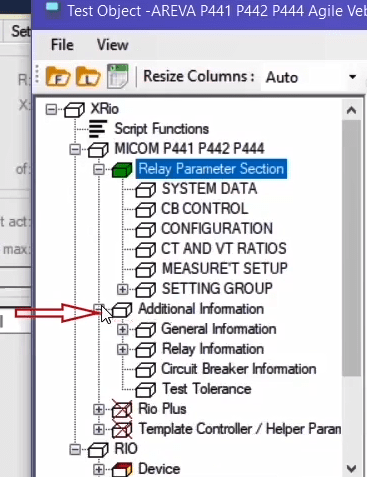 Test Object -AREVA P441 P442 P444 Agile Ve
Set
File View
F L Resize Columns : Auto
R:
X:
of:
t act:
max:
XRio
Script Functions
MICOM P441 P442 P444
Relay Parameter Section
SYSTEM DATA
CB CONTROL
CONFIGURATION
CT AND VT RATIOS
MEASURE'T SETUP
SETTING GROUP
Additional Information
General Information
Relay Information
Circuit Breaker Information
Test Tolerance
Rio Plus
Template Controller / Helper Param
RIO
Device